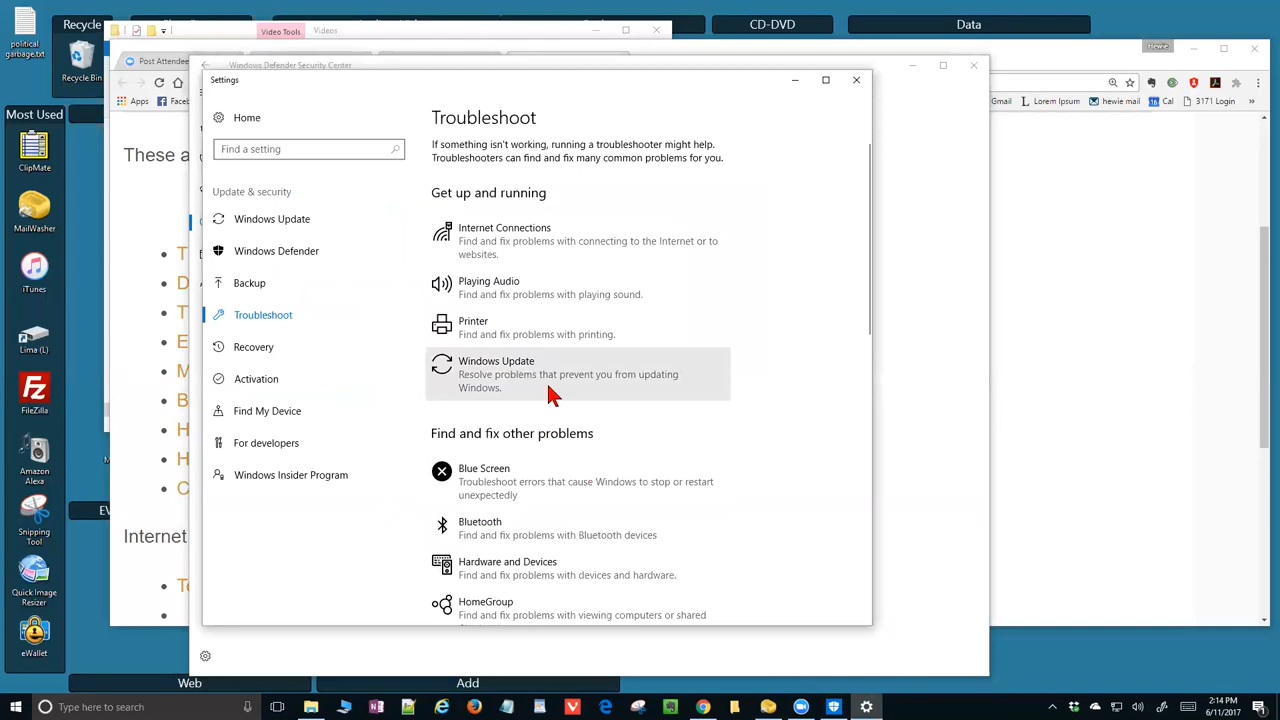 Recycle
CD-DVD
Data
political
garbage.txt
Recycle Bin
Video Tools
Videos
Post Attendee
Hewie
Windows Defender Security Center
Settings
Apps
Faceb
Gmail
Lorem Ipsum
hewie mail
Cal
3171 Login
»
Most Used
ClipMate
MailWasher
iTunes
Lima (L)
FileZilla
Amazon
Alexa
Snipping
Tool
Quick Image
Resizer
eWallet
These a
T
D
T
E
M
B
H
H
C
EV
Internet
Te
Home
Find a setting
Update & security
Windows Update
Windows Defender
Backup
Troubleshoot
Recovery
Activation
Find My Device
For developers
Windows Insider Program
Troubleshoot
If something isn't working, running a troubleshooter might help.
Troubleshooters can find and fix many common problems for you.
Get up and running
Internet Connections
Find and fix problems with connecting to the Internet or to
websites.
Playing Audio
Find and fix problems with playing sound.
Printer
Find and fix problems with printing.
Windows Update
Resolve problems that prevent you from updating
Windows.
Find and fix other problems
Blue Screen
Troubleshoot errors that cause Windows to stop or restart
unexpectedly
Bluetooth
Find and fix problems with Bluetooth devices
Hardware and Devices
Find and fix problems with devices and hardware.
HomeGroup
Find and fix problems with viewing computers or shared
Web
Add
Type here to search
2:14 PM
6/11/2017